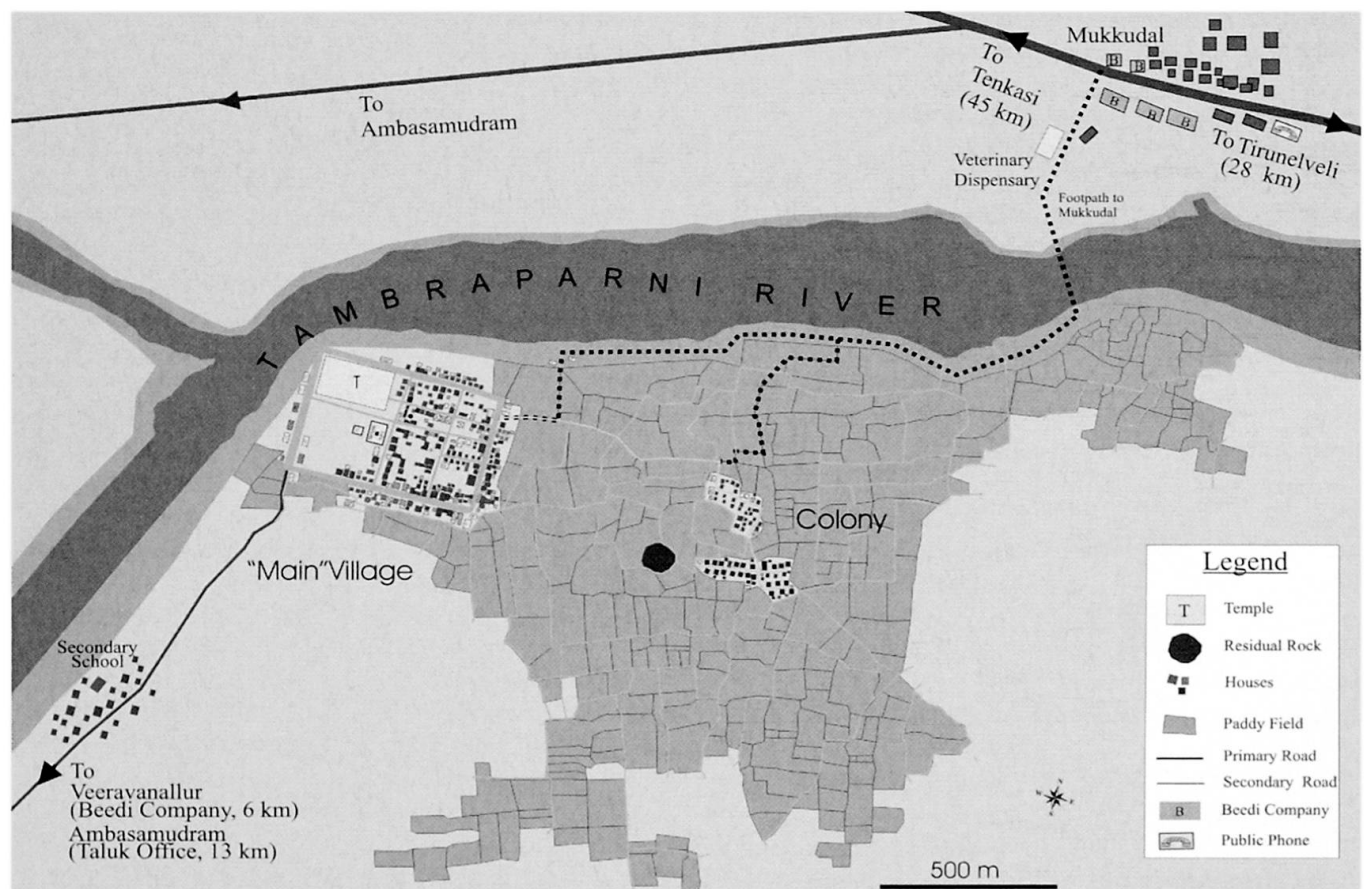 Mukkudal
B
B
To
Tenkasi
(45 km)
To
Ambasamudram
B
B
B
To Tirunelveli
(28 km)
Veterinary
Dispensary
Footpath to
Mukkudal
TAMBRAPARNI RIVER
T
Colony
"Main"Village
Secondary
School
To
Veeravanallur
(Beedi Company, 6 km)
Ambasamudram
(Taluk Office, 13 km)
Legend
T Temple
Residual Rock
Houses
Paddy Field
Primary Road
Secondary Road
B Beedi Company
Public Phone
500 m